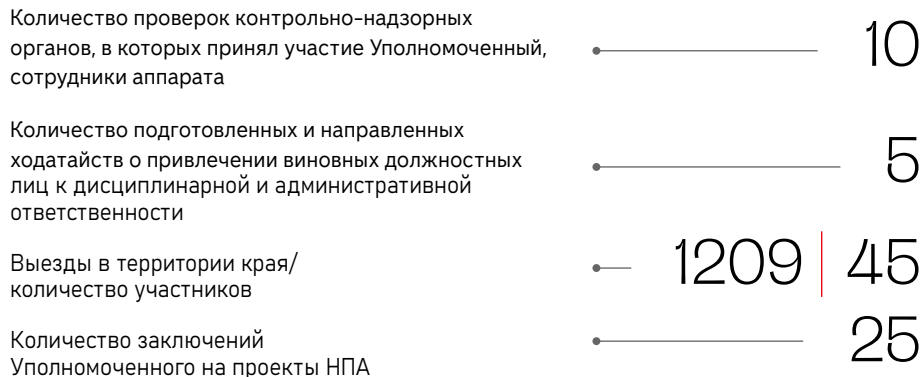 Количество проверок контрольно-надзорных
органов, в которых принял участие Уполномоченный,
сотрудники аппарата
10
Количество подготовленных и направленных
ходатайств о привлечении виновных должностных
лиц к дисциплинарной и административной
ответственности
5
Выезды в территории края/
количество участников
1209 | 45
Количество заключений
Уполномоченного на проекты НПА
25